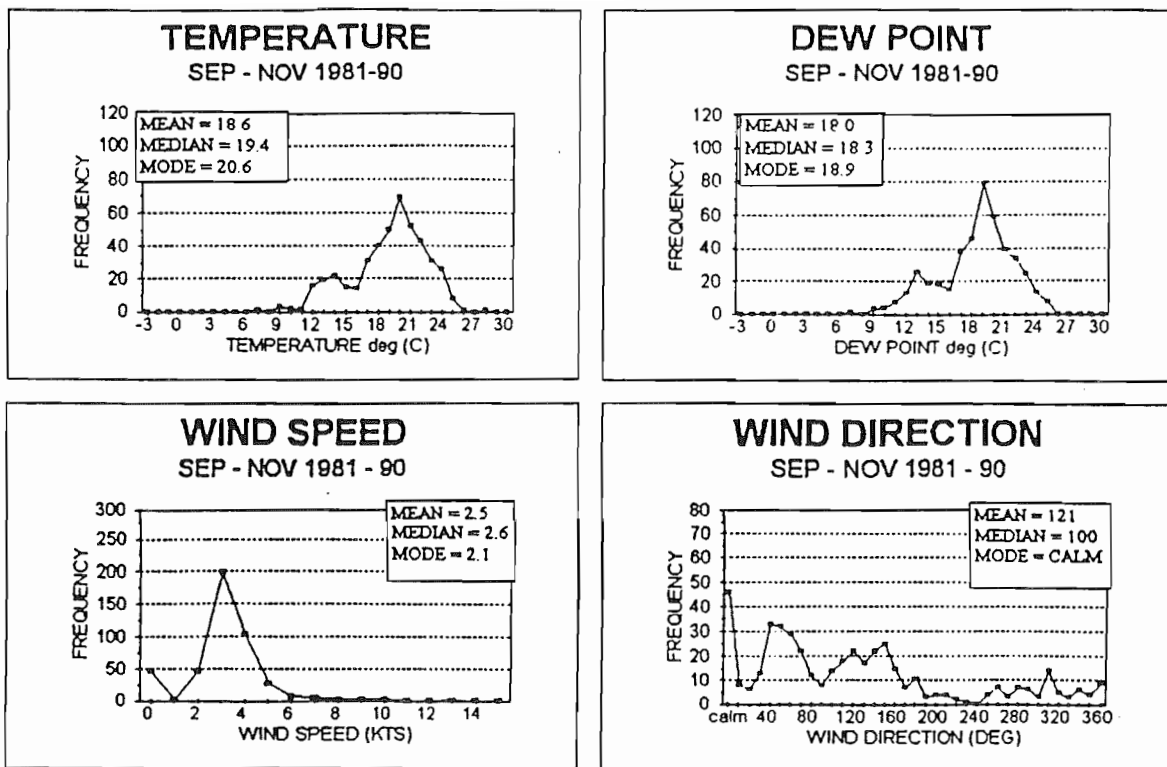 TEMPERATURE
SEP - NOV 1981-90
MEAN = 18.6
MEDIAN = 19.4
MODE = 20.6
FREQUENCY
120
100
80
60
40
20
0
-3 0 3 6 9 12 15 18 21 24 27 30
TEMPERATURE deg (C)
DEW POINT
SEP - NOV 1981-90
MEAN = 18.0
MEDIAN = 18.3
MODE = 18.9
FREQUENCY
120
100
80
60
40
20
0
-3 0 3 6 9 12 15 18 21 24 27 30
DEW POINT deg (C)
WIND SPEED
SEP - NOV 1981 - 90
MEAN = 2.5
MEDIAN = 2.6
MODE = 2.1
FREQUENCY
300
250
200
150
100
50
0
0 2 4 6 8 10 12 14
WIND SPEED (KTS)
WIND DIRECTION
SEP - NOV 1981 - 90
MEAN = 121
MEDIAN = 100
MODE = CALM
FREQUENCY
80
70
60
50
40
30
20
10
0
calm 40 80 120 160 200 240 280 320 360
WIND DIRECTION (DEG)